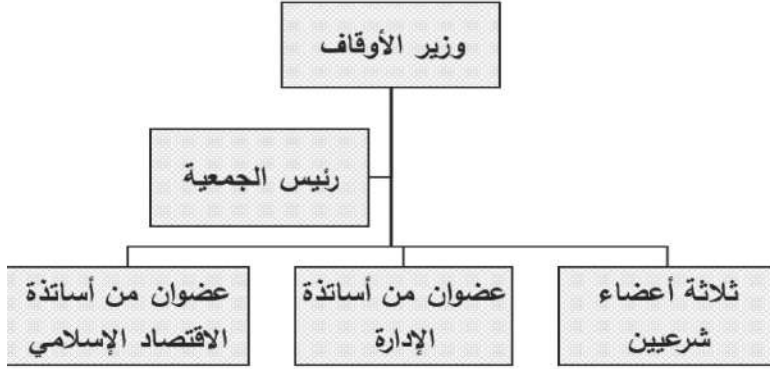 وزير الأوقاف
رئيس الجمعية
ثلاثة أعضاء
شرعيين
عضوان من أساتذة
الإدارة
عضوان من أساتذة
الاقتصاد الإسلامي